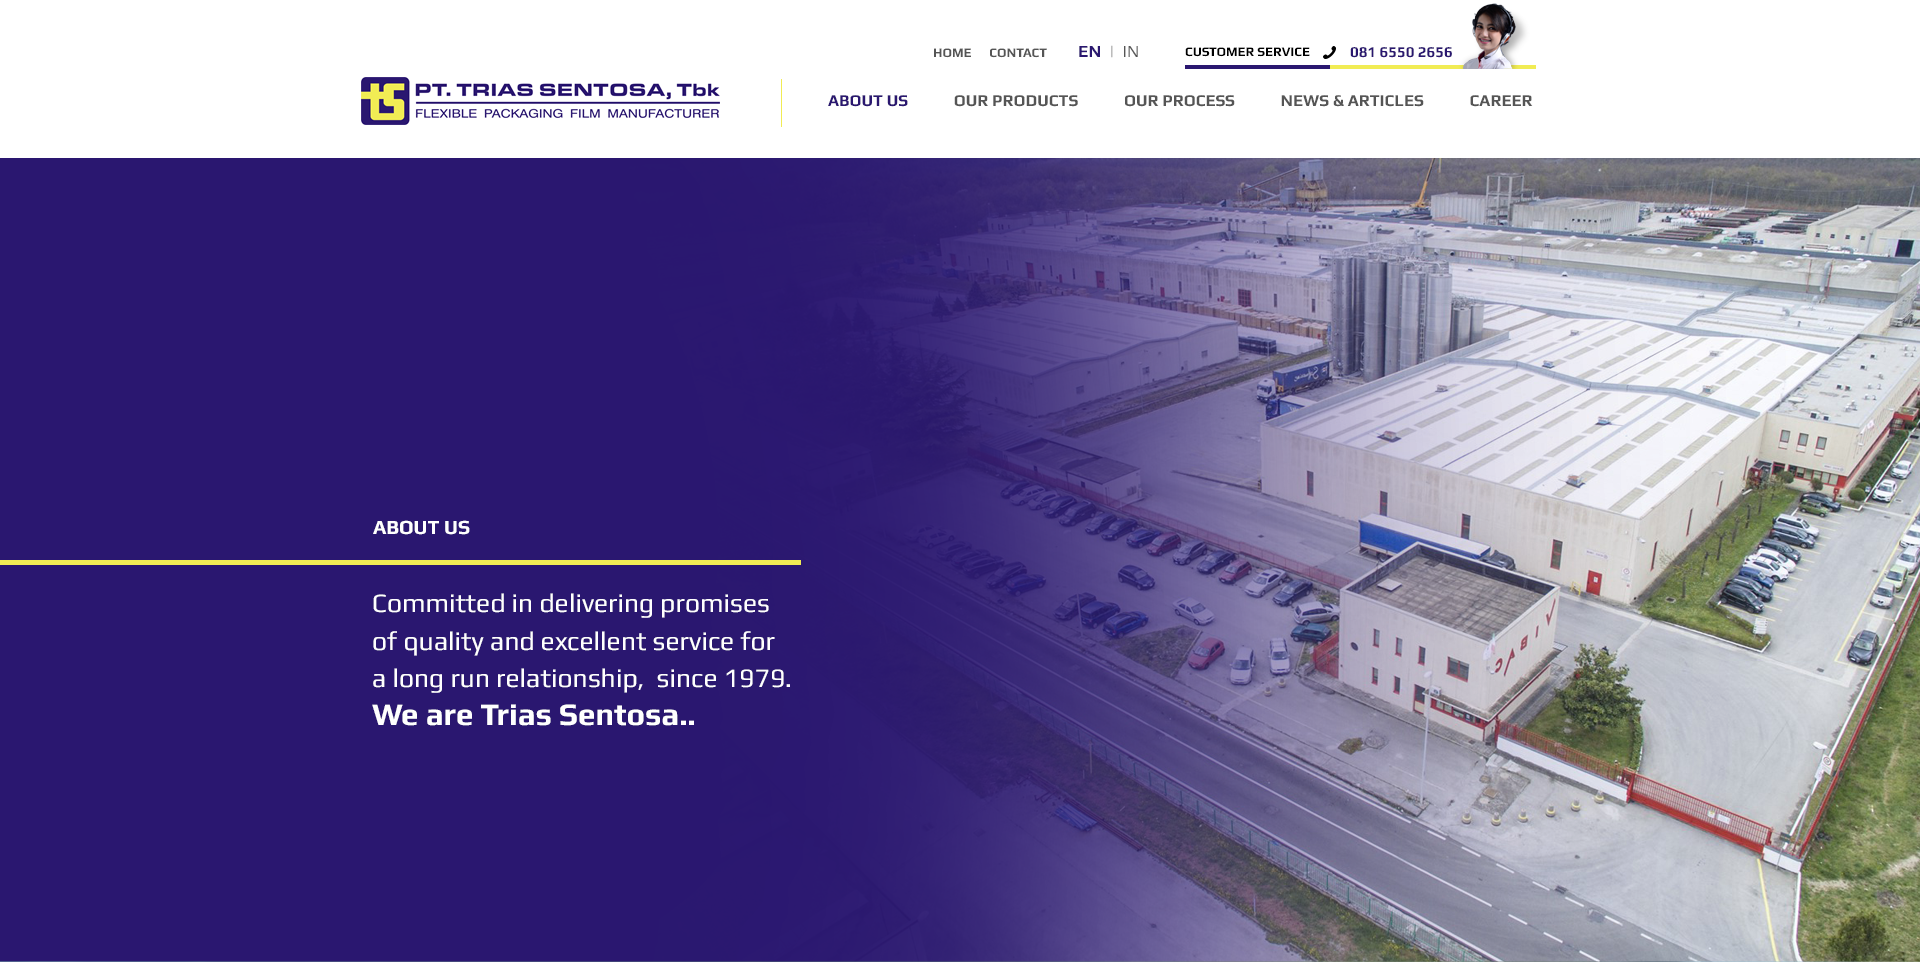 HOME CONTACT EN | IN CUSTOMER SERVICE 081 6550 2656
ts PT. TRIAS SENTOSA, Tbk
FLEXIBLE PACKAGING FILM MANUFACTURER
ABOUT US OUR PRODUCTS OUR PROCESS NEWS & ARTICLES CAREER
ABOUT US
Committed in delivering promises
of quality and excellent service for
a long run relationship, since 1979.
We are Trias Sentosa..
VIBAC